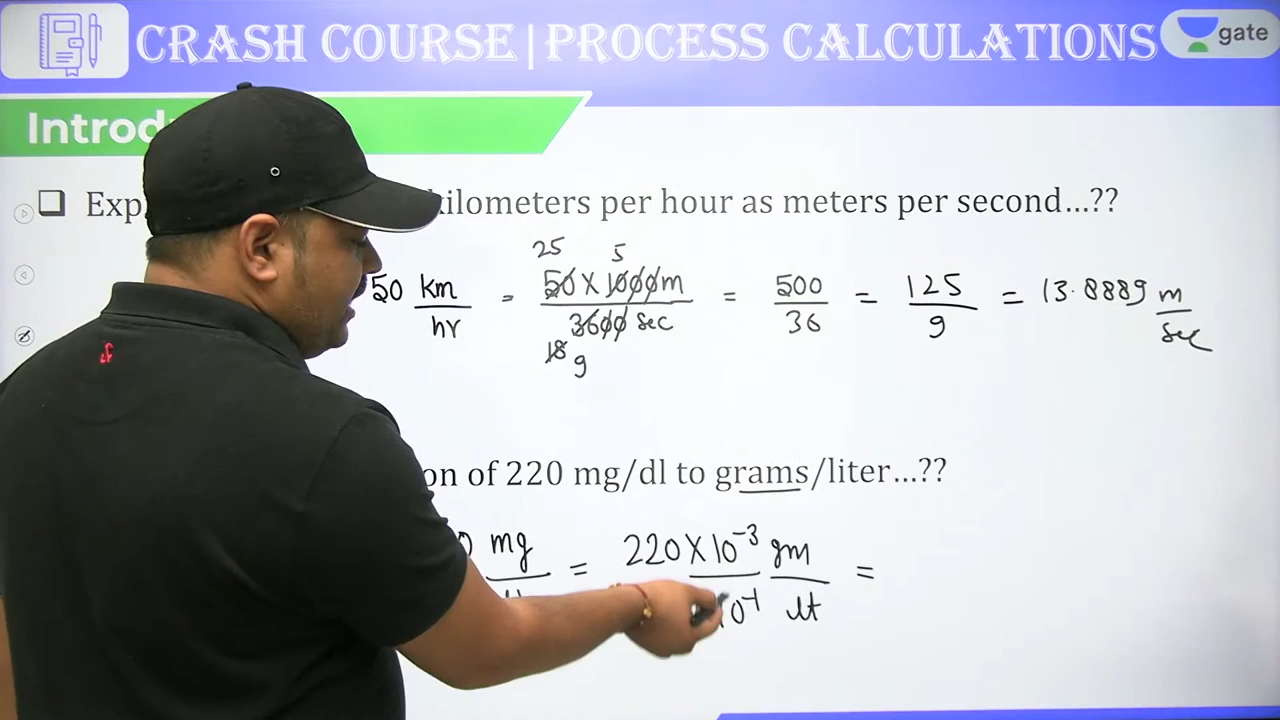 CRASH COURSE|PROCESS CALCULATIONS
gate
Introd
Exp kilometers per hour as meters per second...??
25 5
50 km/hr = 50 X 1000m / 3600 sec = 500/36 = 125/9 = 13.8889 m/sec
18 9
on of 220 mg/dl to grams/liter...??
mg = 220 X 10⁻³ gm / 0⁻¹ lt =